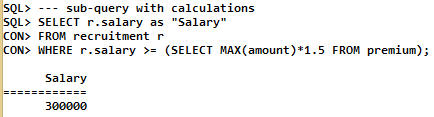 SQL> --- sub-query with calculations
SQL> SELECT r.salary as "Salary"
CON> FROM recruitment r
CON> WHERE r.salary >= (SELECT MAX(amount)*1.5 FROM premium);
Salary
============
300000